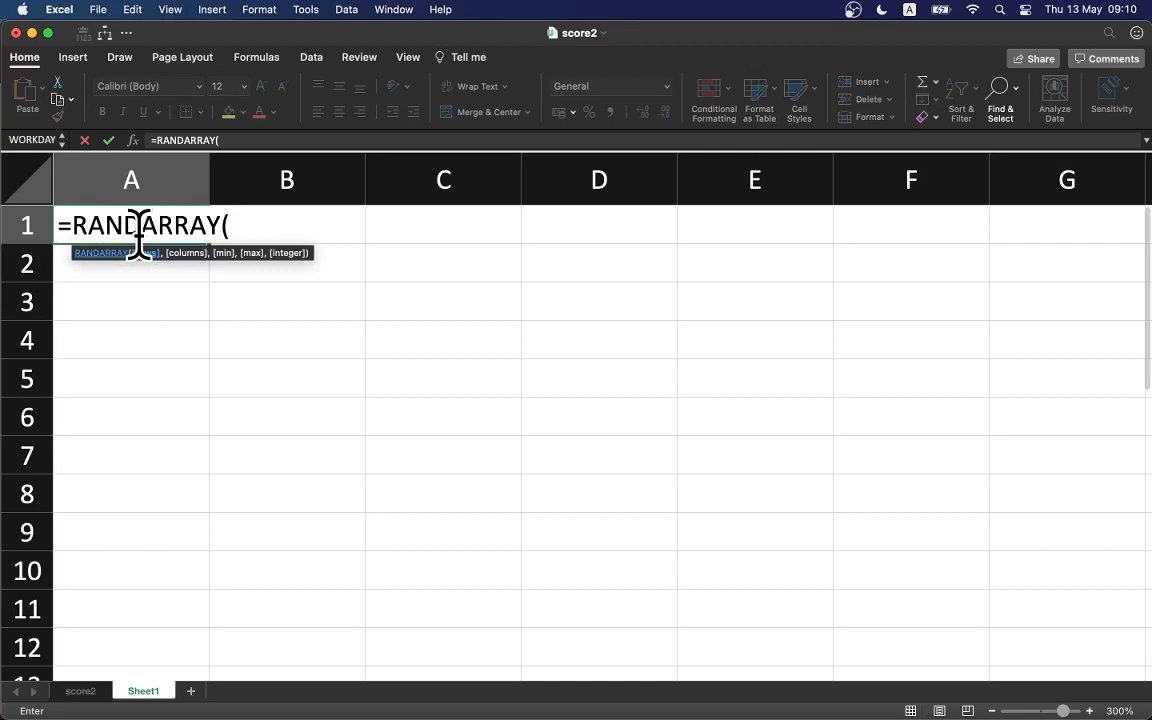 Excel File Edit View Insert Format Tools Data Window Help A Thu 13 May 09:10
score2
Home Insert Draw Page Layout Formulas Data Review View Tell me Share Comments
Paste Calibri (Body) 12 A A Wrap Text General Conditional Formatting Format as Table Cell Styles Insert Sort & Filter Find & Select Analyze Data Sensitivity
B I U A Merge & Center % Delete
Format
WORKDAY fx =RANDARRAY(
A B C D E F G
1 =RANDARRAY(
RANDARRAY( , [columns], [min], [max], [integer])
2
3
4
5
6
7
8
9
10
11
12
score2 Sheet1 +
Enter 300%